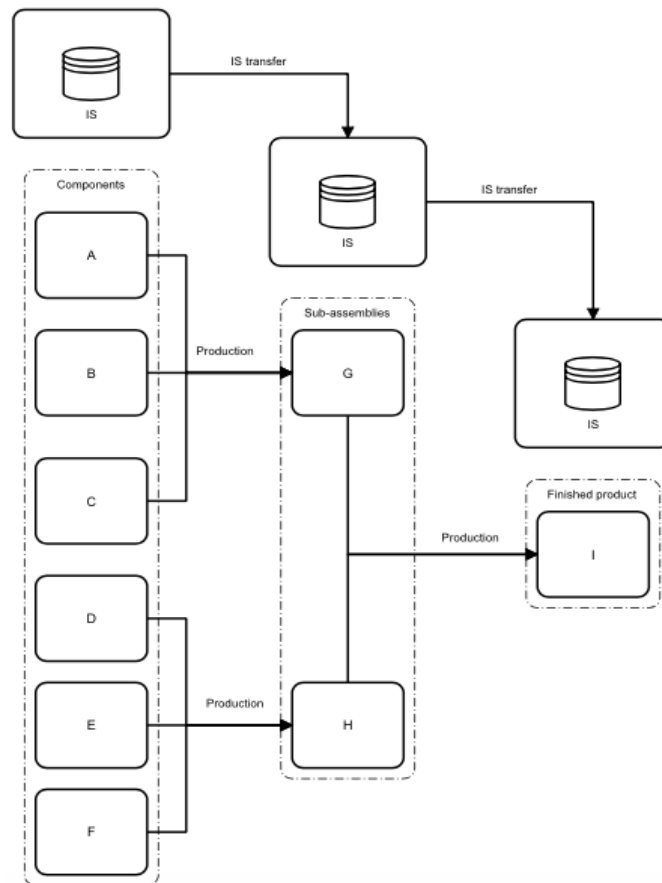 IS
IS transfer
IS
IS transfer
IS
Components
A
B
C
D
E
F
Production
Production
Sub-assemblies
G
H
Production
Finished product
I